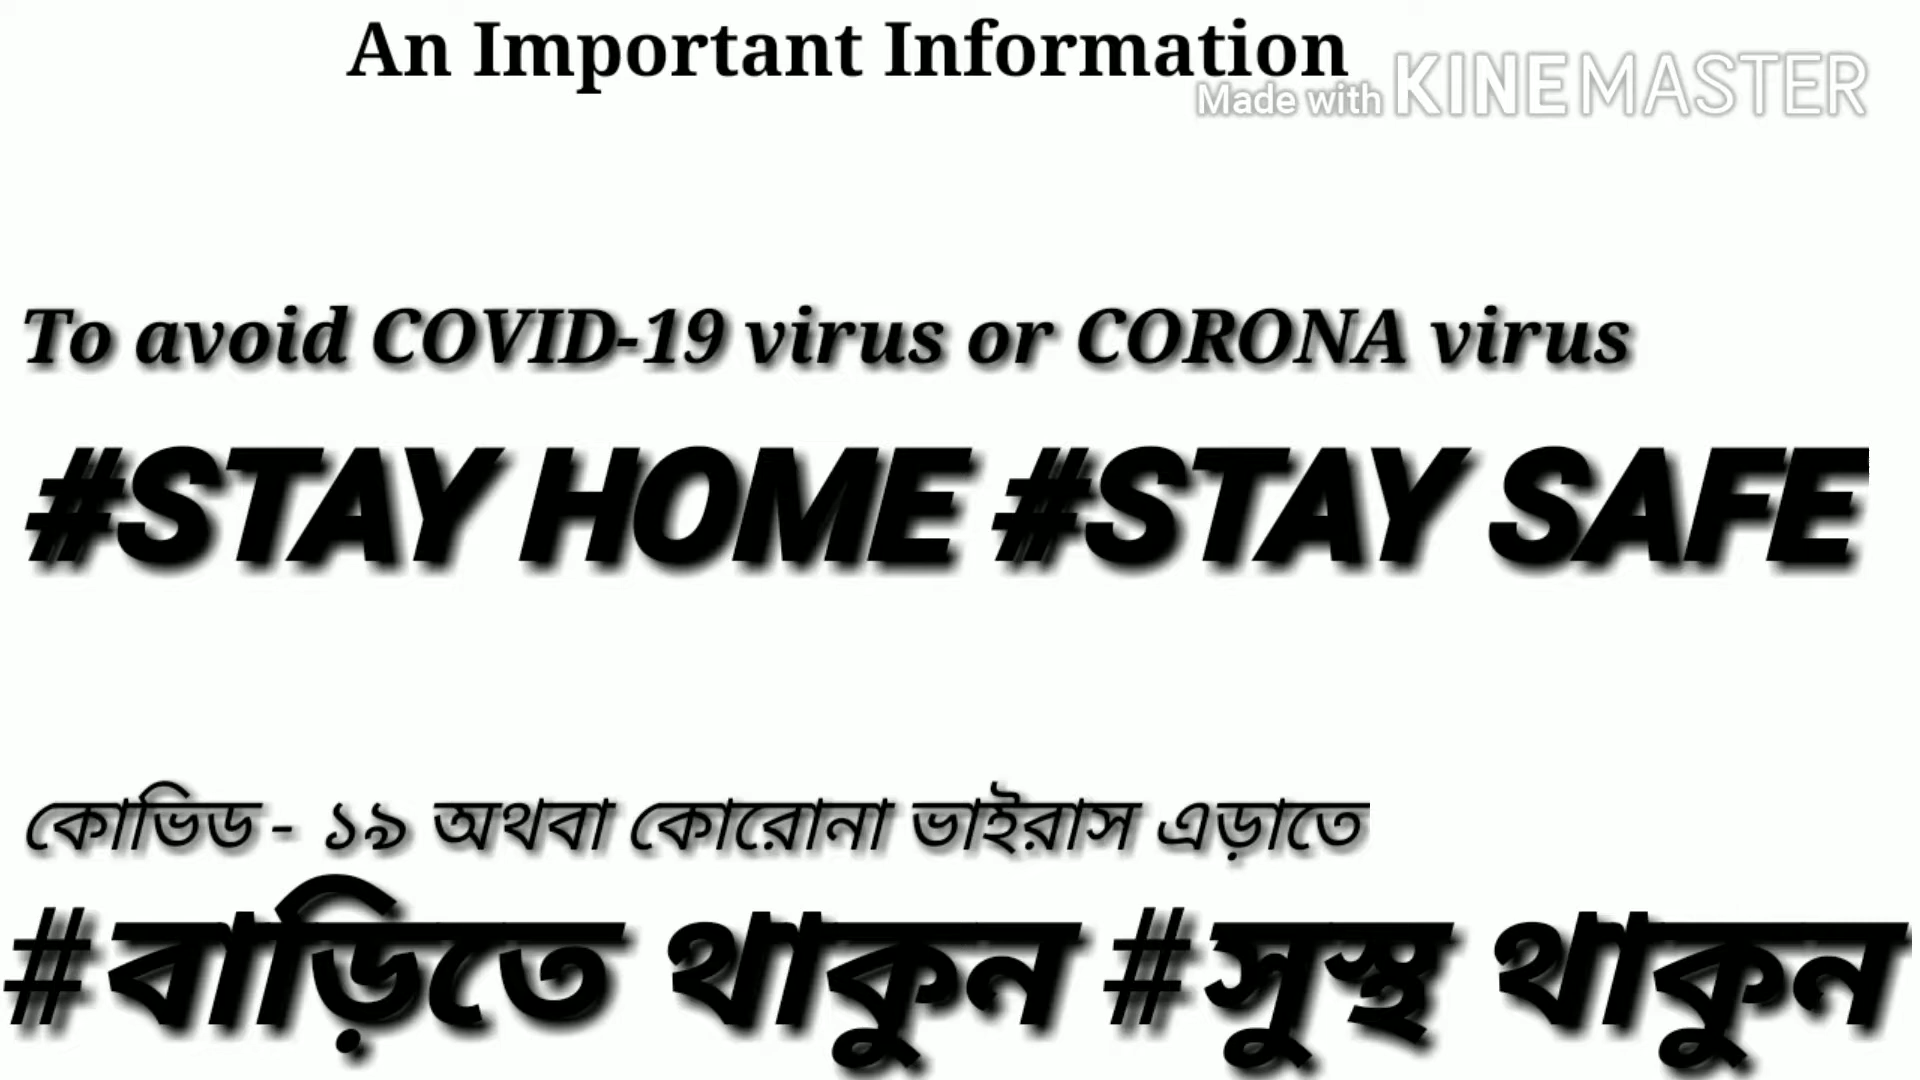 An Important Information
Made with KINEMASTER
To avoid COVID-19 virus or CORONA virus
#STAY HOME #STAY SAFE
কোভিড - ১৯ অথবা কোরোনা ভাইরাস এড়াতে
#বাড়িতে থাকুন #সুস্থ থাকুন